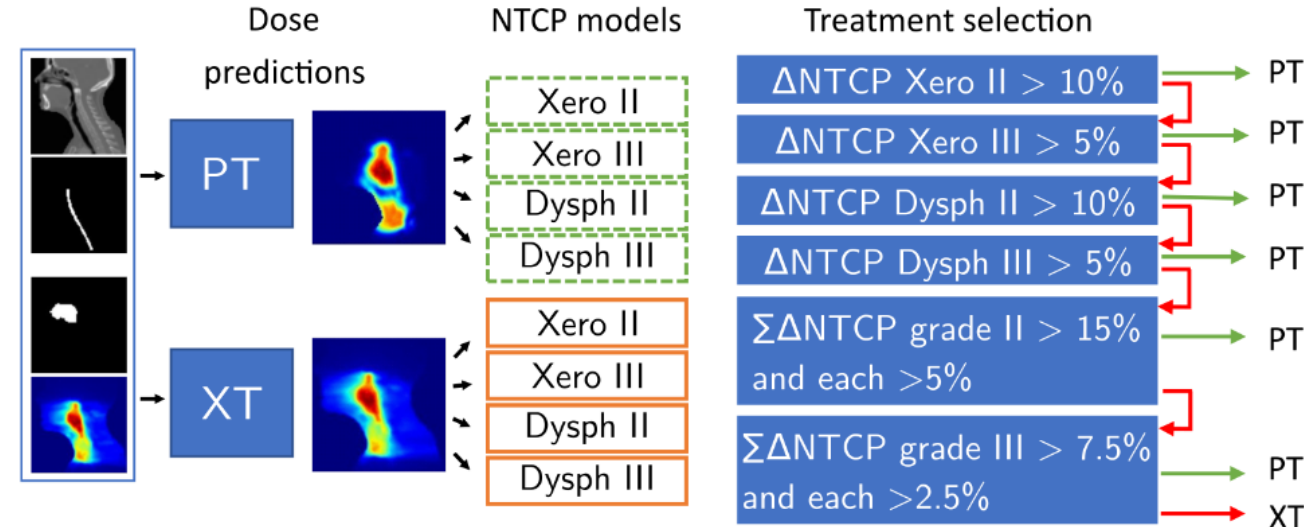 Dose
predictions
NTCP models
Treatment selection
PT
XT
Xero II
Xero III
Dysph II
Dysph III
Xero II
Xero III
Dysph II
Dysph III
ΔNTCP Xero II > 10%
PT
ΔNTCP Xero III > 5%
PT
ΔNTCP Dysph II > 10%
PT
ΔNTCP Dysph III > 5%
PT
ΣΔNTCP grade II > 15%
and each >5%
PT
ΣΔNTCP grade III > 7.5%
and each >2.5%
PT
XT